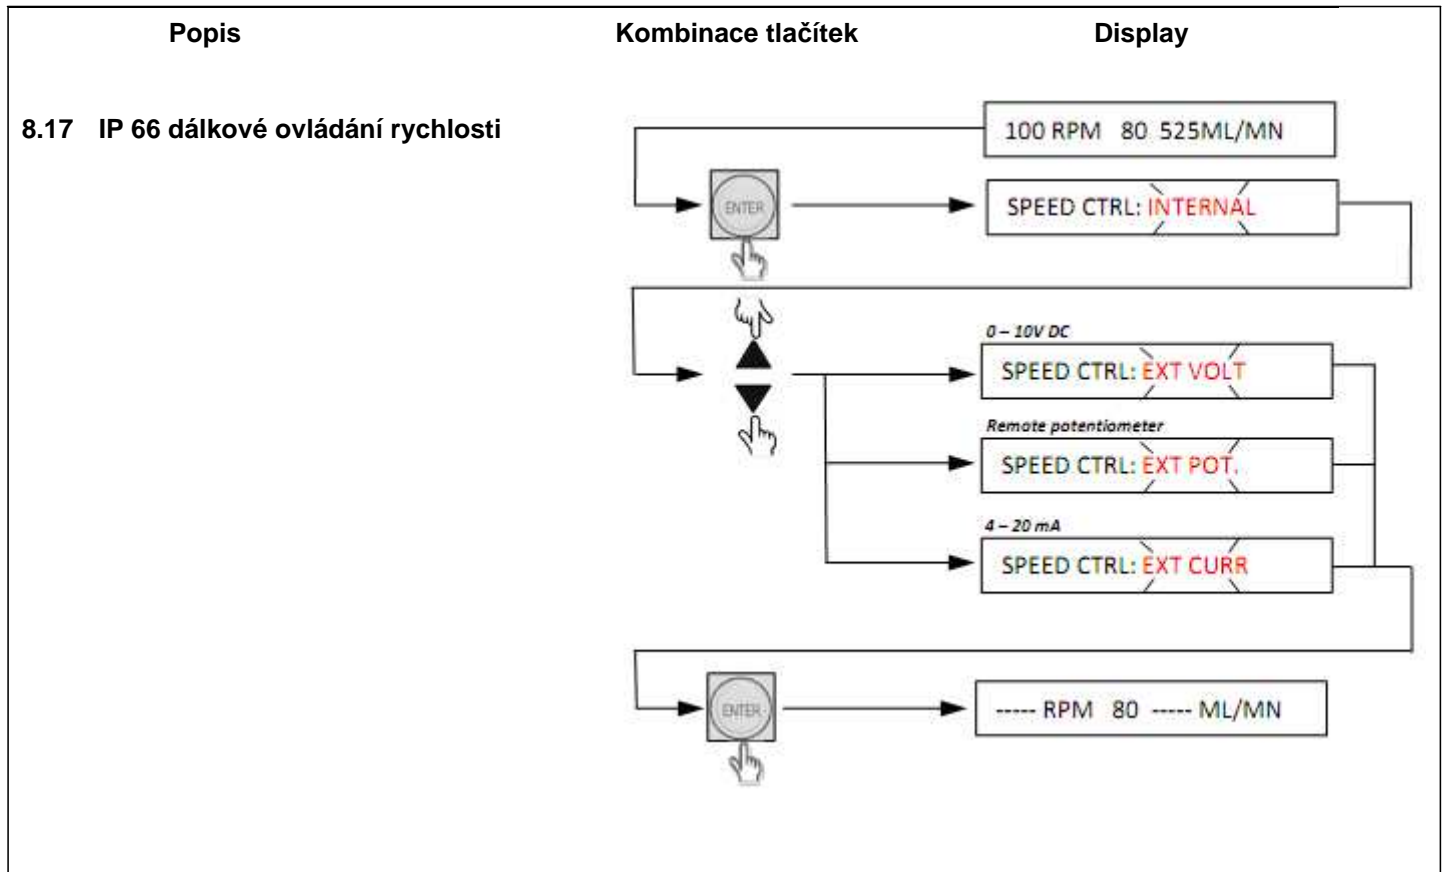 Popis Kombinace tlačítek Display
8.17 IP 66 dálkové ovládání rychlosti
100 RPM 80 525ML/MN
ENTER
SPEED CTRL: INTERNAL
0 – 10V DC
SPEED CTRL: EXT VOLT
Remote potentiometer
SPEED CTRL: EXT POT.
4 – 20 mA
SPEED CTRL: EXT CURR
ENTER
----- RPM 80 ----- ML/MN